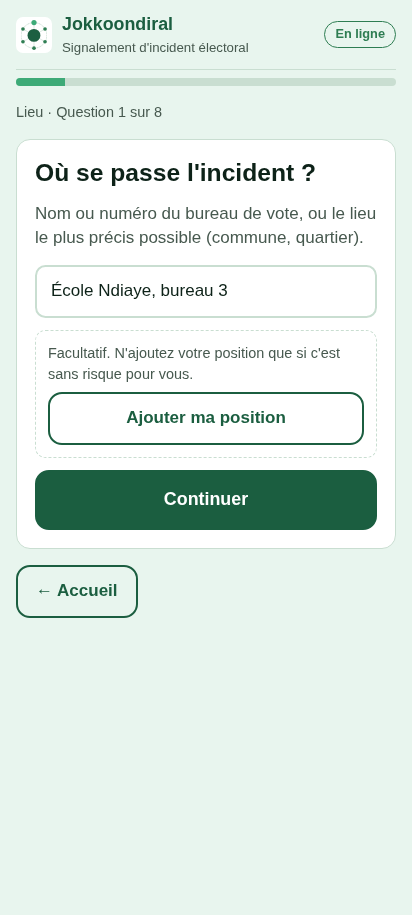 Jokkoondiral
Signalement d'incident électoral
En ligne
Lieu · Question 1 sur 8
Où se passe l'incident ?
Nom ou numéro du bureau de vote, ou le lieu
le plus précis possible (commune, quartier).
École Ndiaye, bureau 3
Facultatif. N'ajoutez votre position que si c'est
sans risque pour vous.
Ajouter ma position
Continuer
← Accueil